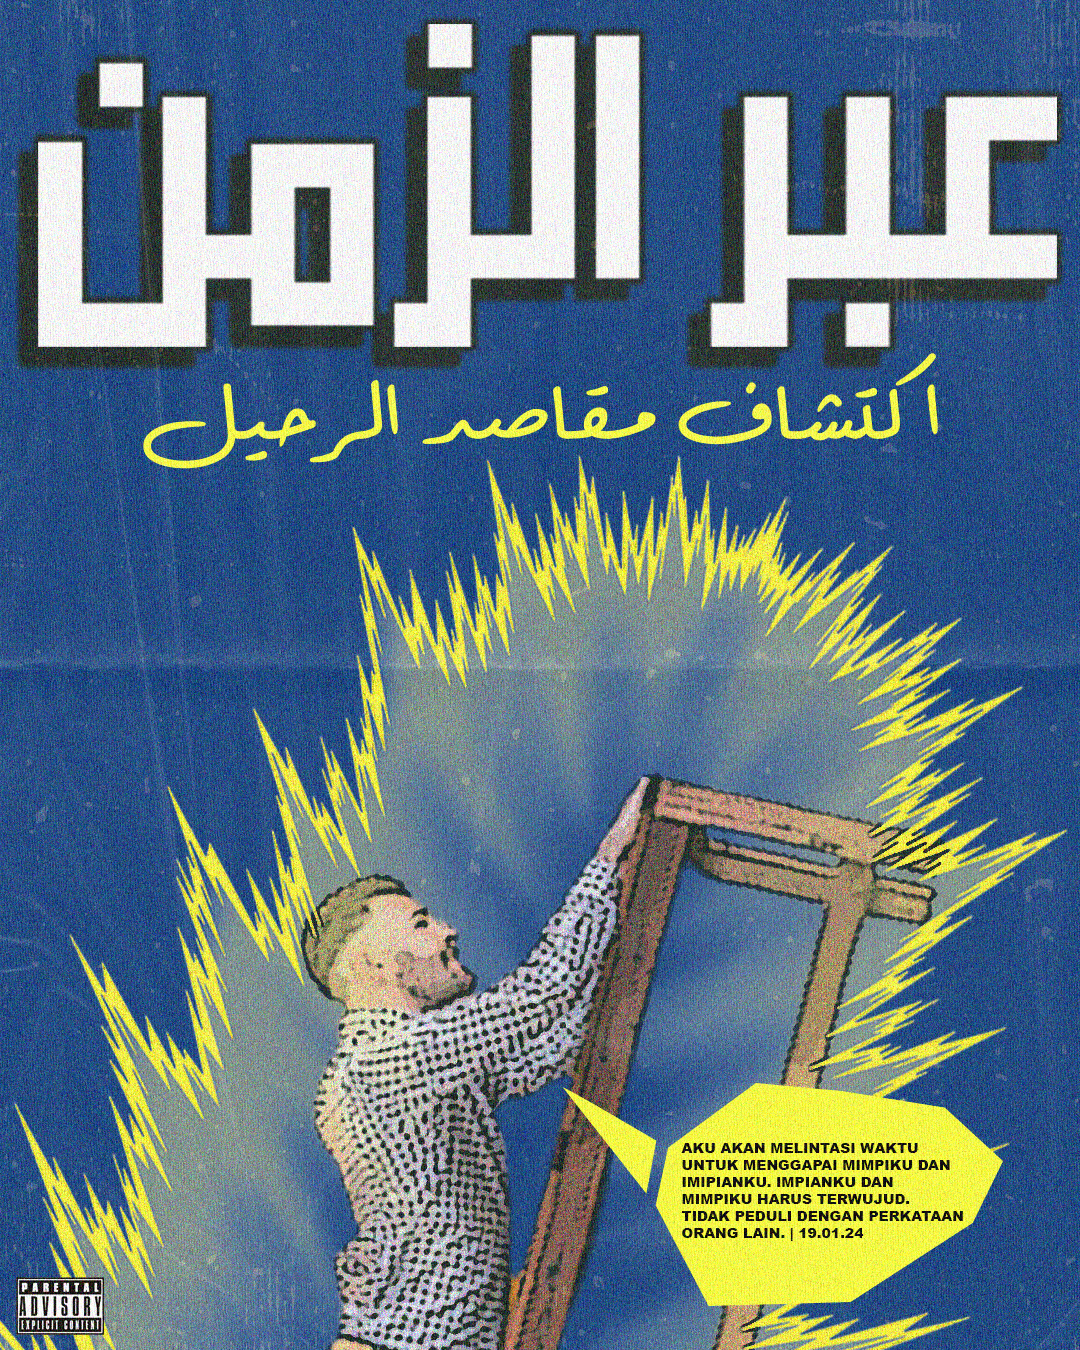 عبر الزمن
اكتشاف مقاصد الرحيل
AKU AKAN MELINTASI WAKTU
UNTUK MENGGAPAI MIMPIKU DAN
IMIPIANKU. IMPIANKU DAN
MIMPIKU HARUS TERWUJUD.
TIDAK PEDULI DENGAN PERKATAAN
ORANG LAIN. | 19.01.24
PARENTAL
ADVISORY
EXPLICIT CONTENT